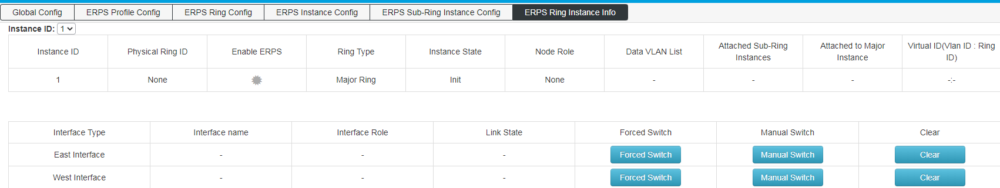 Global Config ERPS Profile Config ERPS Ring Config ERPS Instance Config ERPS Sub-Ring Instance Config ERPS Ring Instance Info
Instance ID: 1
Instance ID Physical Ring ID Enable ERPS Ring Type Instance State Node Role Data VLAN List Attached Sub-Ring Instances Attached to Major Instance Virtual ID(Vlan ID : Ring ID)
1 None Major Ring Init None - - - -:-
Interface Type Interface name Interface Role Link State Forced Switch Manual Switch Clear
East Interface - - - Forced Switch Manual Switch Clear
West Interface - - - Forced Switch Manual Switch Clear